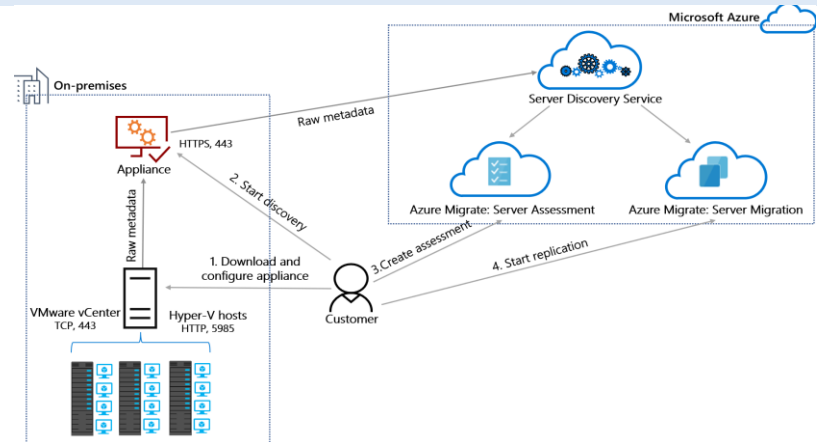 Microsoft Azure
On-premises
Server Discovery Service
Raw metadata
HTTPS, 443
Appliance
2. Start discovery
Azure Migrate: Server Assessment
Azure Migrate: Server Migration
Raw metadata
1. Download and
configure appliance
3.Create assessment
4. Start replication
VMware vCenter
TCP, 443
Hyper-V hosts
HTTP, 5985
Customer